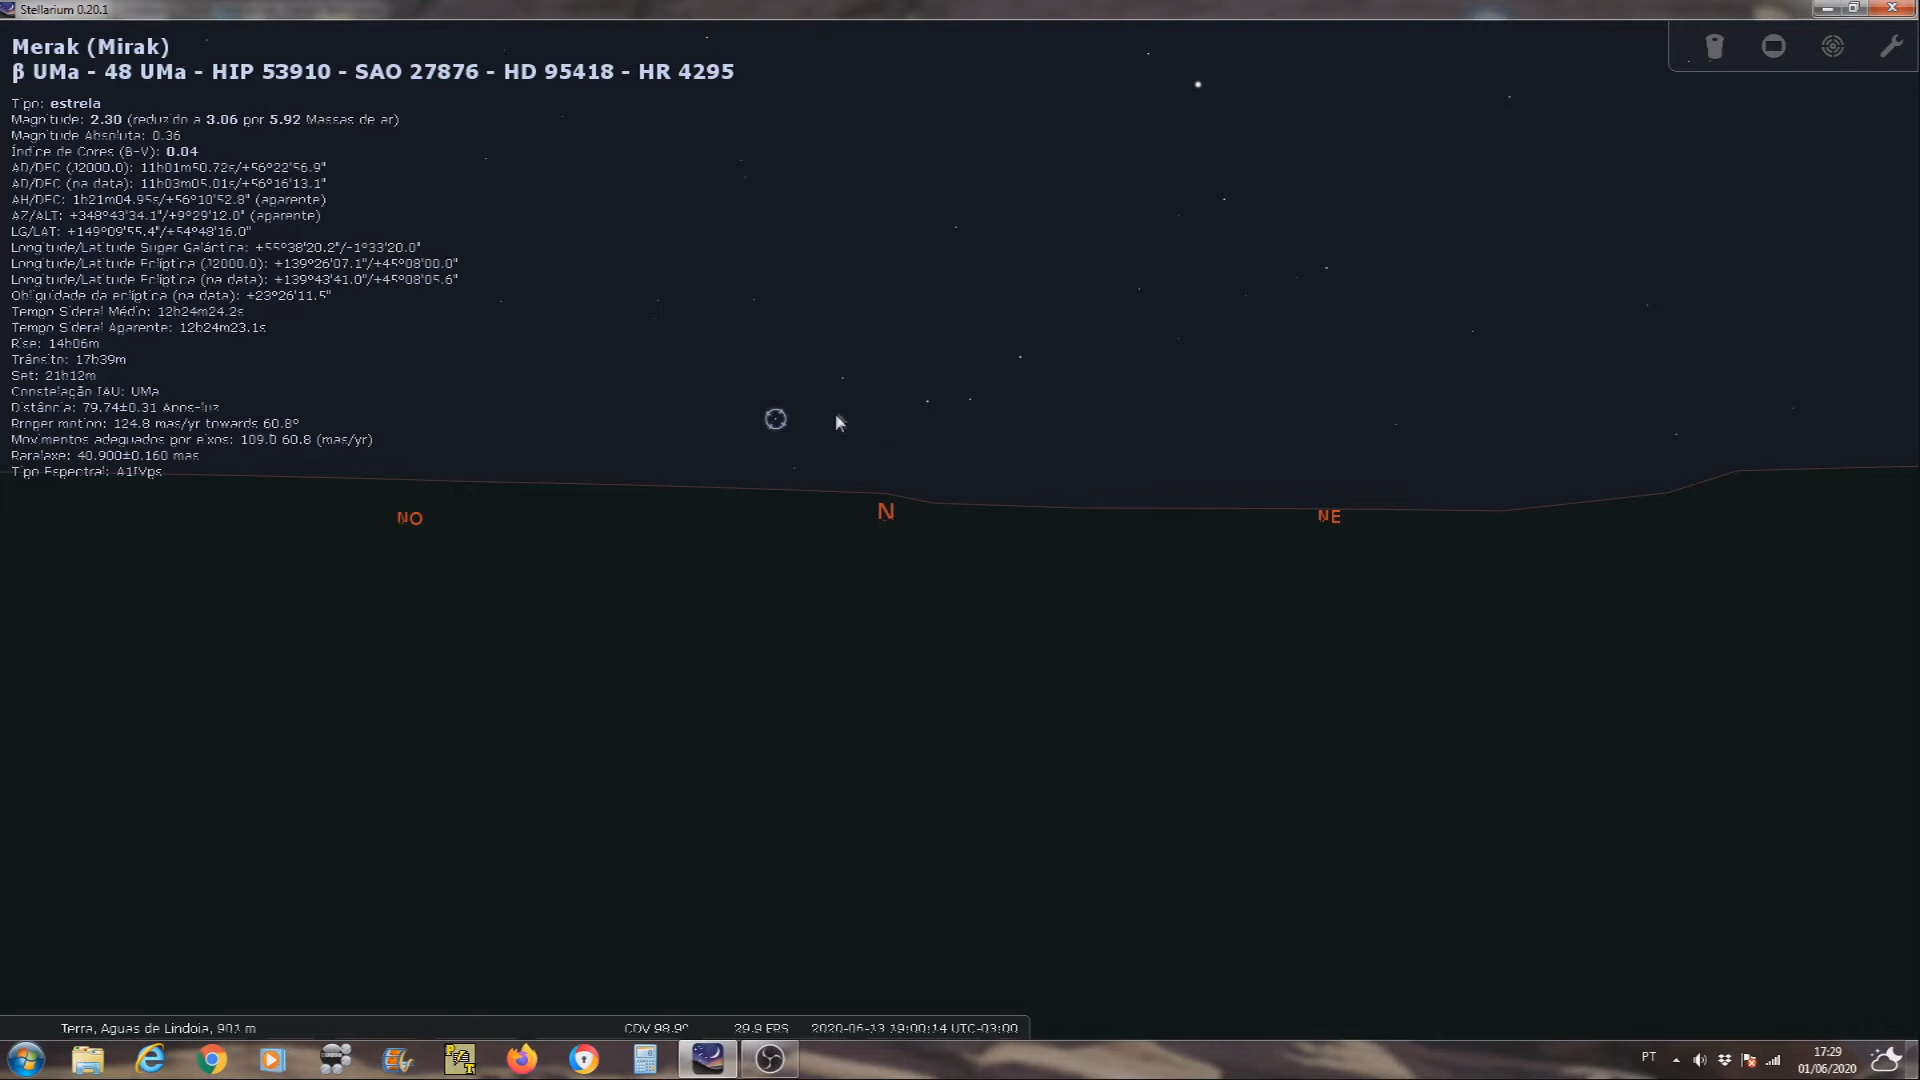 Stellarium 0.20.1
Merak (Mirak)
β UMa - 48 UMa - HIP 53910 - SAO 27876 - HD 95418 - HR 4295
Tipo: estrela
Magnitude: 2.30 (reduzido a 3.06 por 5.92 Massas de ar)
Magnitude Absoluta: 0.36
Índice de Cores (B-V): 0.04
AD/DEC (J2000.0): 11h01m50.72s/+56°22'56.9"
AD/DEC (na data): 11h03m05.01s/+56°16'13.1"
AH/DEC: 1h21m04.95s/+56°10'52.8" (aparente)
AZ/ALT: +348°43'34.1"/+9°29'12.0" (aparente)
LG/LAT: +149°09'55.4"/+54°48'16.0"
Longitude/Latitude Super Galáctica: +55°38'20.2"/-1°33'20.0"
Longitude/Latitude Eclíptica (J2000.0): +139°26'07.1"/+45°08'00.0"
Longitude/Latitude Eclíptica (na data): +139°43'41.0"/+45°08'05.6"
Obliguidade da eclíptica (na data): +23°26'11.5"
Tempo Sideral Médio: 12h24m24.2s
Tempo Sideral Aparente: 12h24m23.1s
Rise: 14h06m
Trânsito: 17h39m
Set: 21h12m
Constelação IAU: UMa
Distância: 79.74±0.31 Anos-luz
Proper motion: 124.8 mas/yr towards 60.8°
Movimentos adeguados por eixos: 109.0 60.8 (mas/yr)
Paralaxe: 40.900±0.160 mas
Tipo Espectral: A1IVps
NO
N
NE
Terra, Aguas de Lindoia, 901 m
CDV 98.9°
29.9 FPS
2020-06-13 19:00:14 UTC-03:00
PT
17:29
01/06/2020